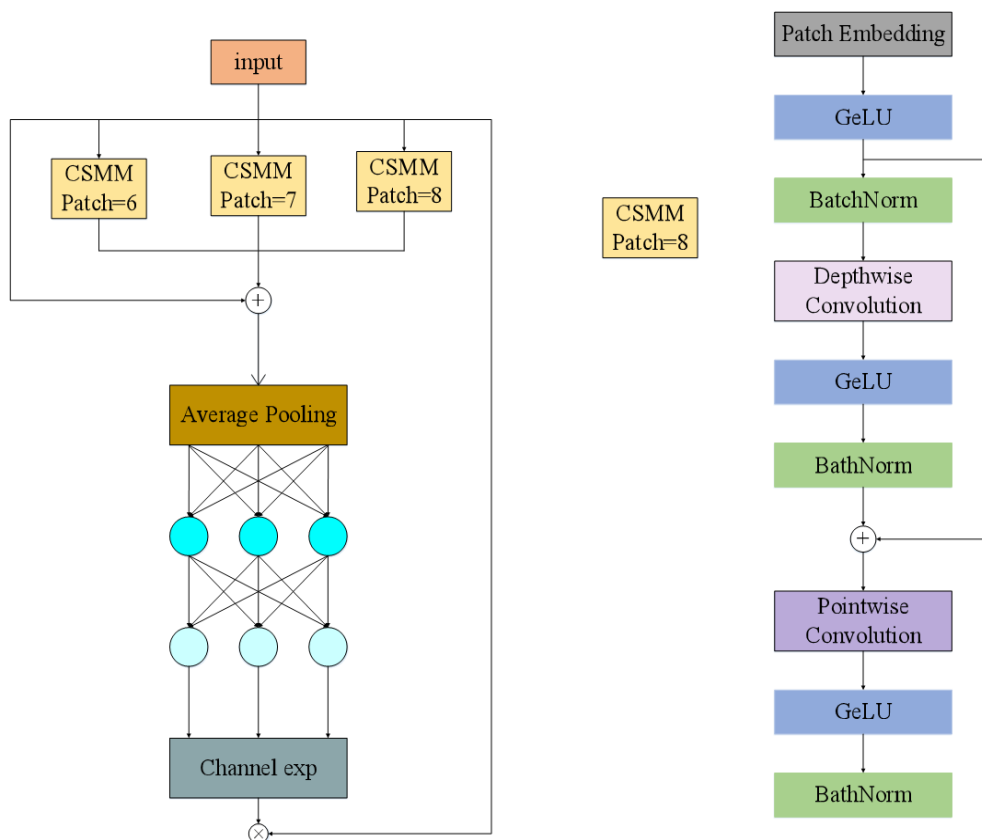 input
CSMM
Patch=6
CSMM
Patch=7
CSMM
Patch=8
+
Average Pooling
Channel exp
×
CSMM
Patch=8
Patch Embedding
GeLU
BatchNorm
Depthwise
Convolution
GeLU
BathNorm
+
Pointwise
Convolution
GeLU
BathNorm